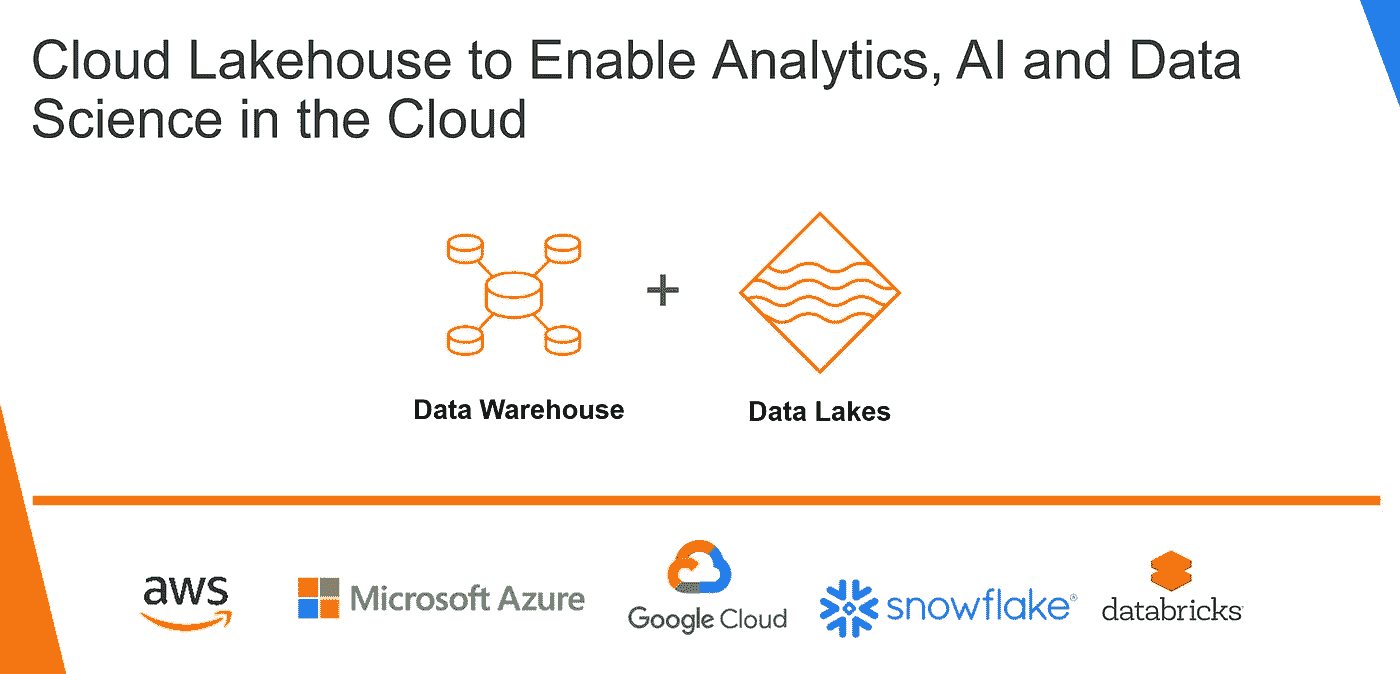 Cloud Lakehouse to Enable Analytics, AI and Data
Science in the Cloud
+
Data Warehouse
Data Lakes
aws
Microsoft Azure
Google Cloud
snowflake®
databricks